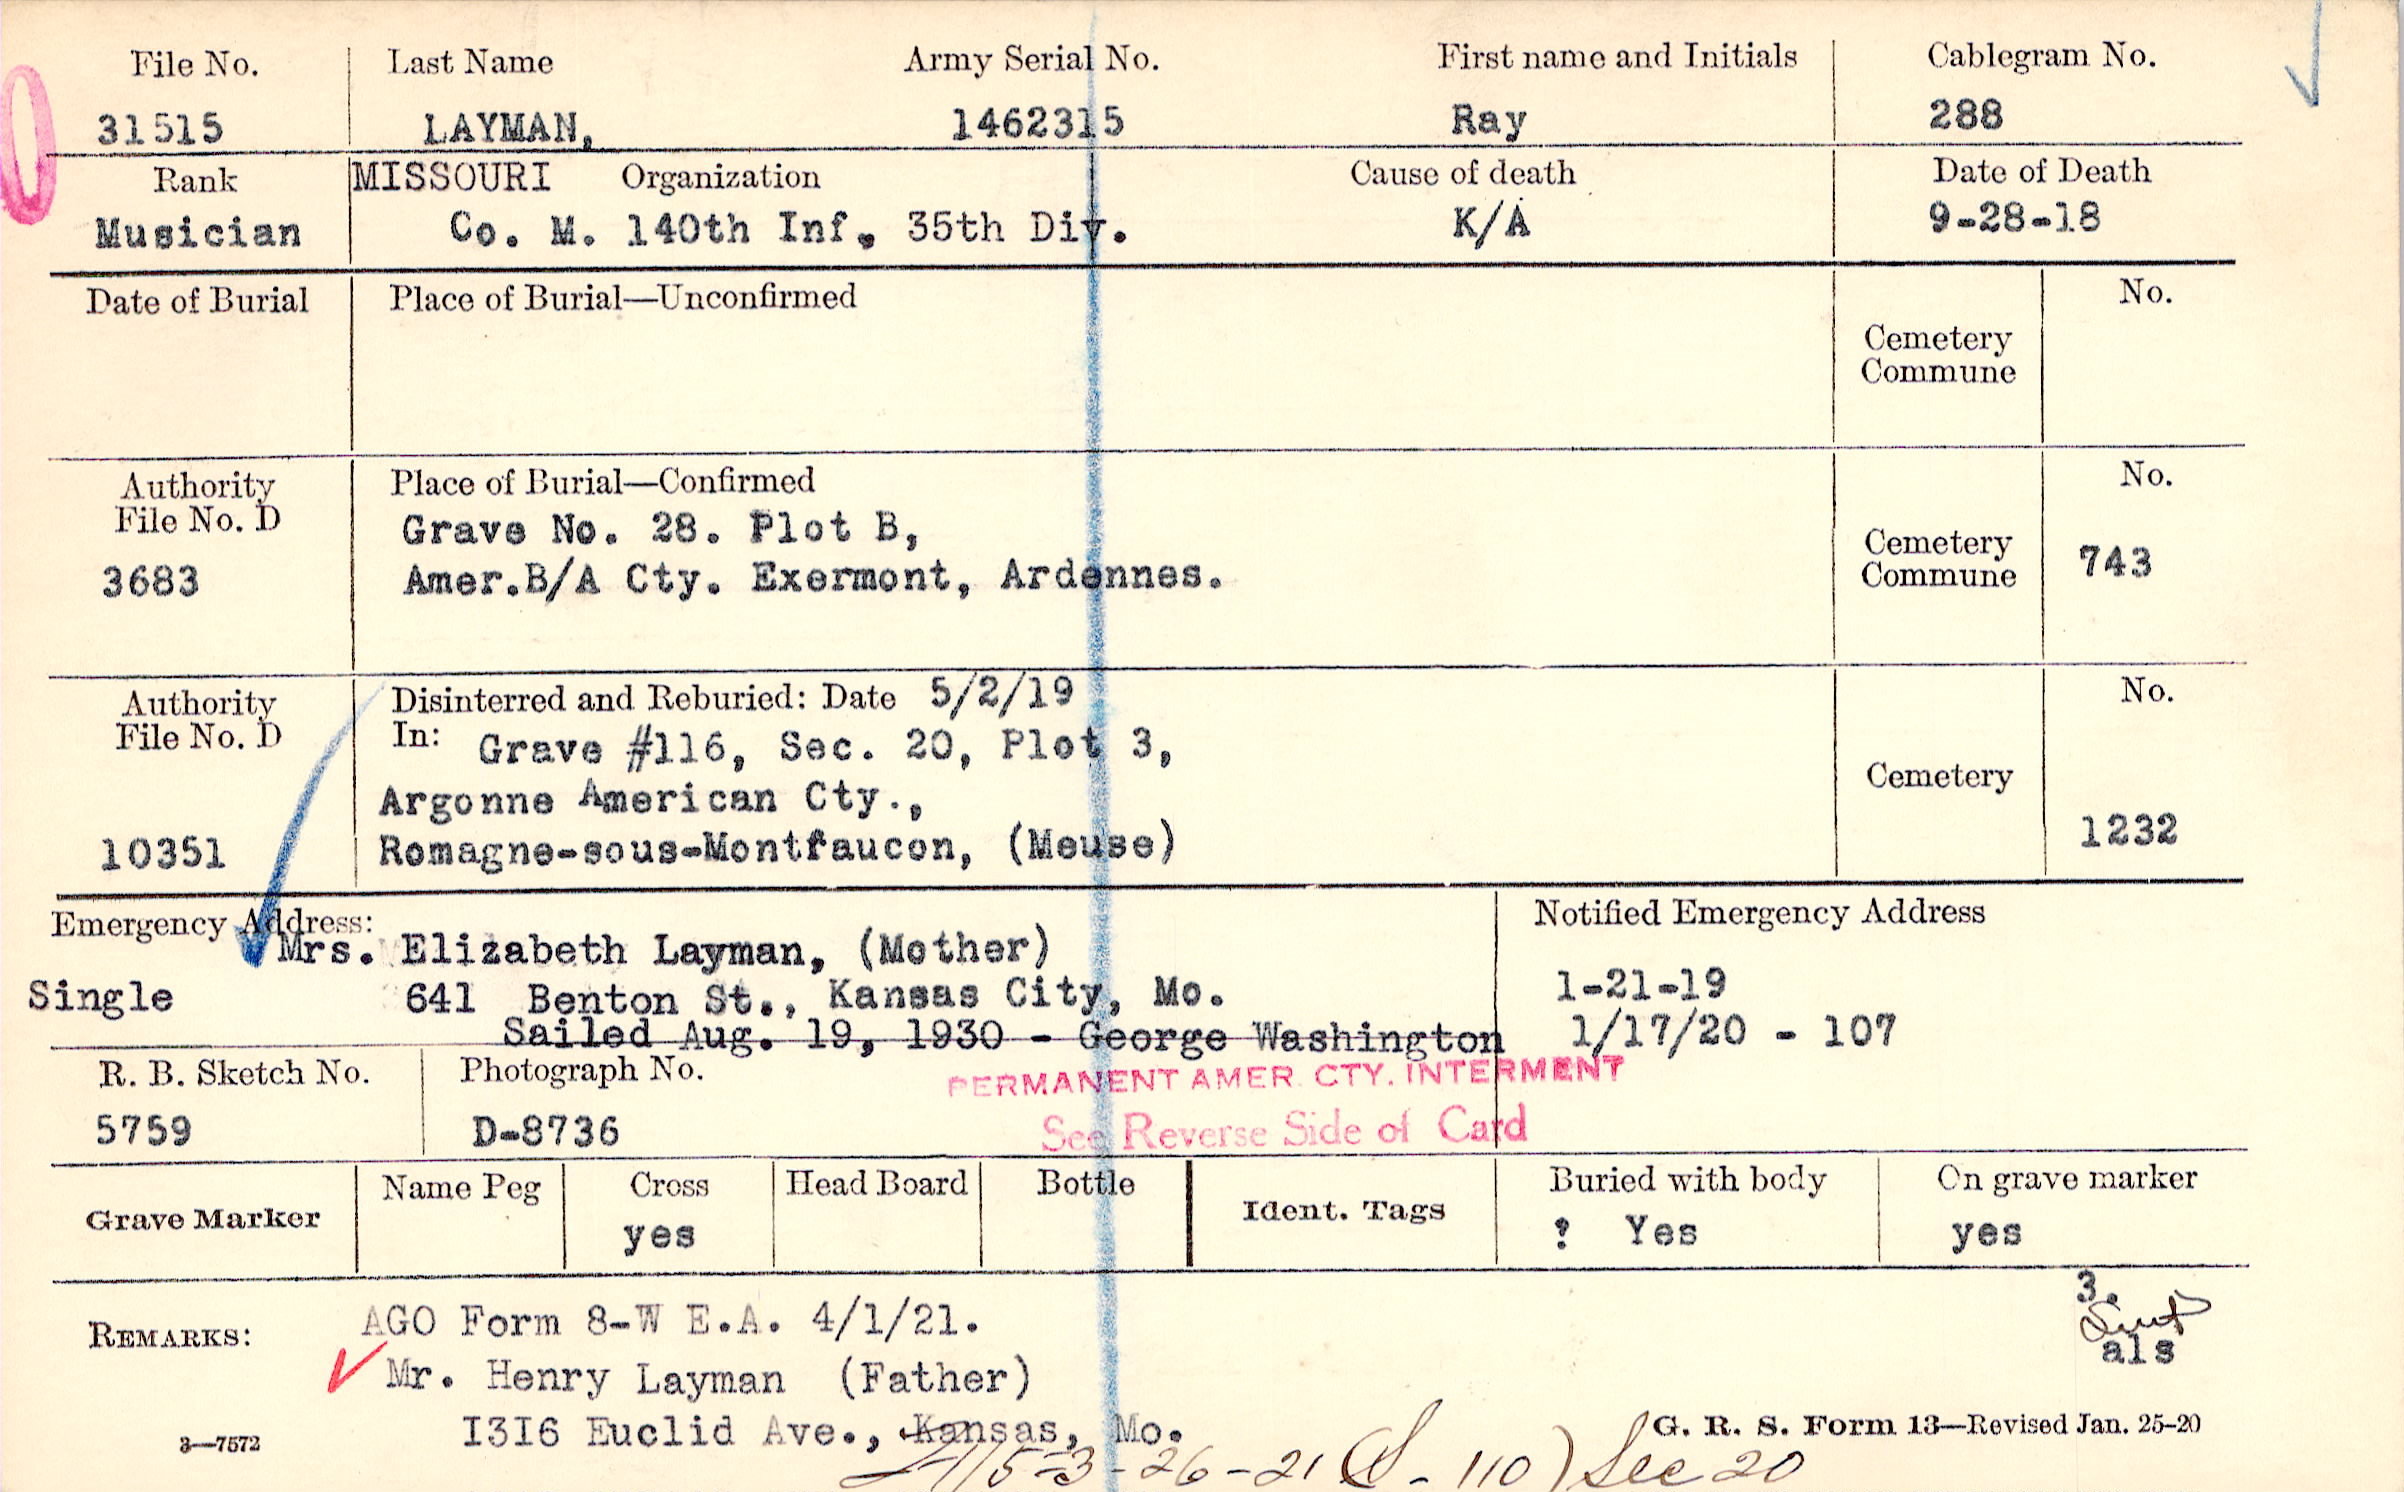 File No. Last Name Army Serial No. First name and Initials Cablegram No.
31515 LAYMAN, 1462315 Ray 288
Rank MISSOURI Organization Cause of death Date of Death
Musician Co. M. 140th Inf. 35th Div. K/A 9-28-18
Date of Burial Place of Burial—Unconfirmed No.
Cemetery
Commune
Authority Place of Burial—Confirmed No.
File No. D Grave No. 28. Plot B,
3683 Amer.B/A Cty. Exermont, Ardennes. Cemetery
Commune 743
Authority Disinterred and Reburied: Date 5/2/19 No.
File No. D In: Grave #116, Sec. 20, Plot 3,
Argonne American Cty., Cemetery
10351 Romagne-sous-Montfaucon, (Meuse) 1232
Emergency Address: Notified Emergency Address
Mrs. Elizabeth Layman, (Mother)
Single 641 Benton St., Kansas City, Mo. 1-21-19
Sailed Aug. 19, 1930 - George Washington 1/17/20 - 107
R. B. Sketch No. Photograph No. PERMANENT AMER. CTY. INTERMENT
5759 D-8736 See Reverse Side of Card
Grave Marker Name Peg Cross Head Board Bottle Ident. Tags Buried with body On grave marker
yes ? Yes yes
3.
REMARKS: AGO Form 8-W E.A. 4/1/21.
als
Mr. Henry Layman (Father)
1316 Euclid Ave., Kansas, Mo.
3—7572 G. R. S. Form 13—Revised Jan. 25-20
3-26-21 (S-110) Sec 20